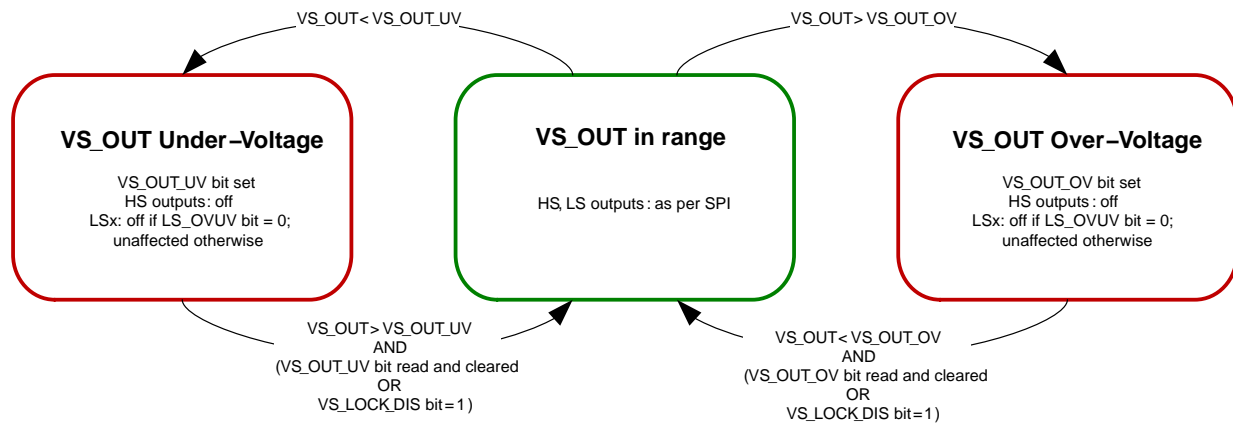 VS_OUT< VS_OUT_UV
VS_OUT> VS_OUT_OV
VS_OUT Under−Voltage
VS_OUT_UV bit set
HS outputs: off
LSx: off if LS_OVUV bit = 0;
unaffected otherwise
VS_OUT in range
HS, LS outputs: as per SPI
VS_OUT Over−Voltage
VS_OUT_OV bit set
HS outputs: off
LSx: off if LS_OVUV bit = 0;
unaffected otherwise
VS_OUT> VS_OUT_UV
AND
(VS_OUT_UV bit read and cleared
OR
VS_LOCK_DIS bit=1)
VS_OUT< VS_OUT_OV
AND
(VS_OUT_OV bit read and cleared
OR
VS_LOCK_DIS bit=1)